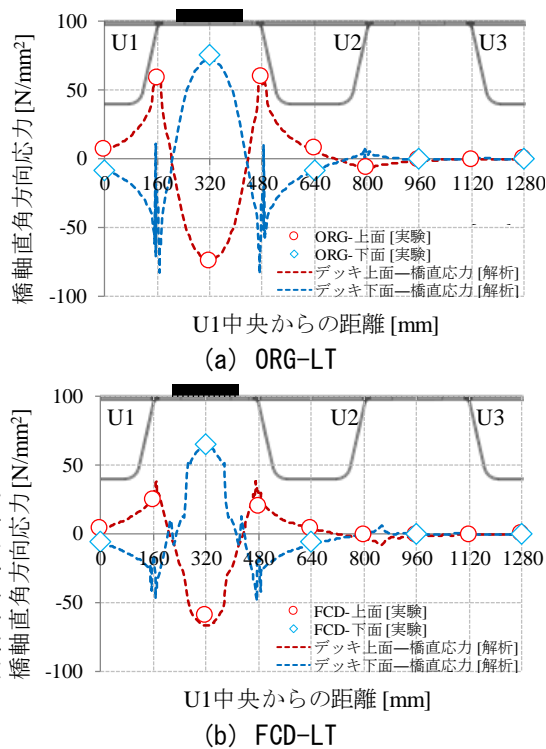 100
50
0
-50
-100
橋軸直角方向応力 [N/mm²]
U1
U2
U3
0 160 320 480 640 800 960 1120 1280
ORG-上面 [実験]
ORG-下面 [実験]
デッキ上面―橋直応力 [解析]
デッキ下面―橋直応力 [解析]
U1中央からの距離 [mm]
(a) ORG-LT
100
50
0
-50
-100
橋軸直角方向応力 [N/mm²]
U1
U2
U3
0 160 320 480 640 800 960 1120 1280
FCD-上面 [実験]
FCD-下面 [実験]
デッキ上面―橋直応力 [解析]
デッキ下面―橋直応力 [解析]
U1中央からの距離 [mm]
(b) FCD-LT